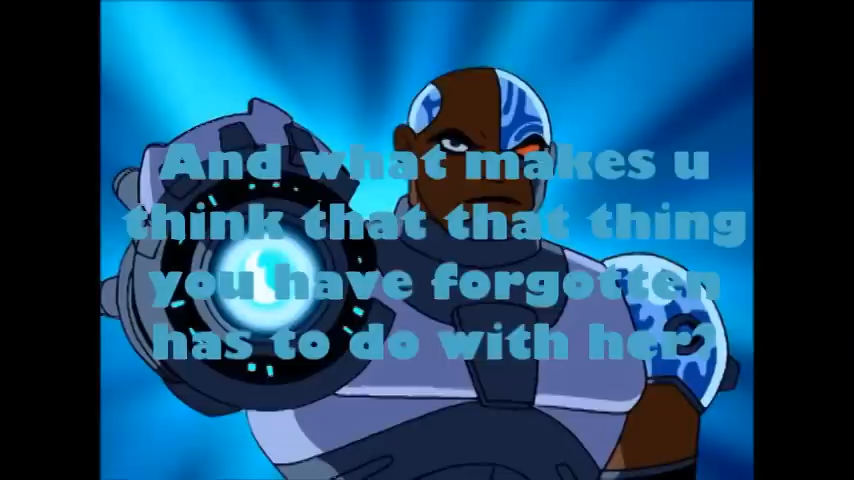 And what makes u
think that that thing
you have forgotten
has to do with her?